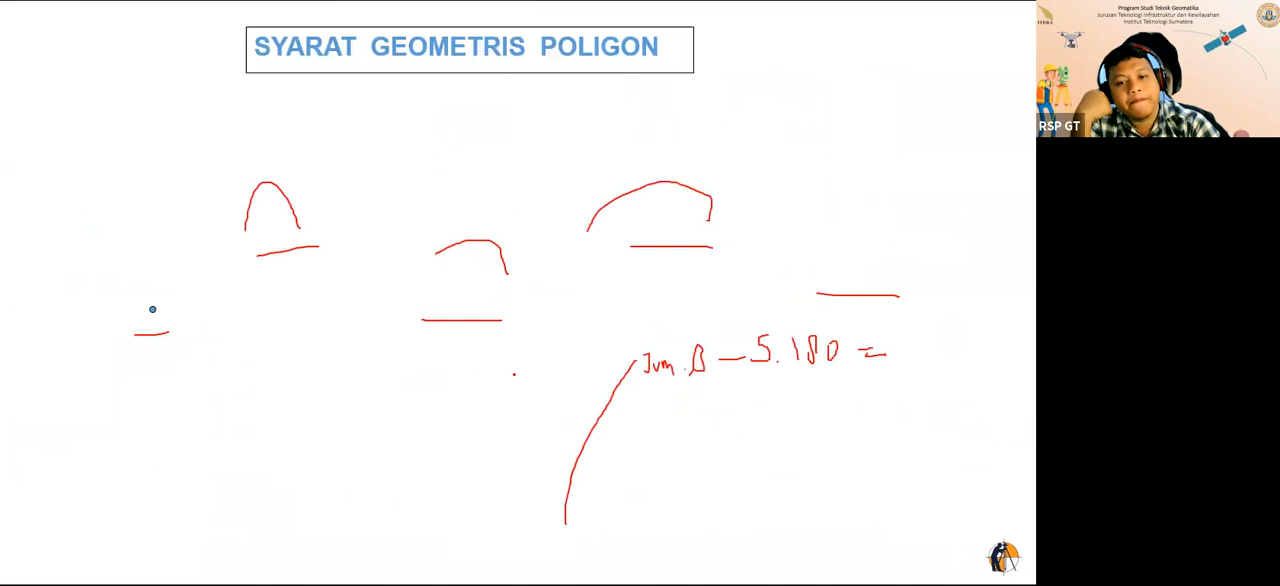 Program Studi Teknik Geomatika
Jurusan Teknologi Infrastruktur dan Kewilayahan
Institut Teknologi Sumatera
ITERA
SYARAT GEOMETRIS POLIGON
RSP GT
Jum. B — 5.180 =